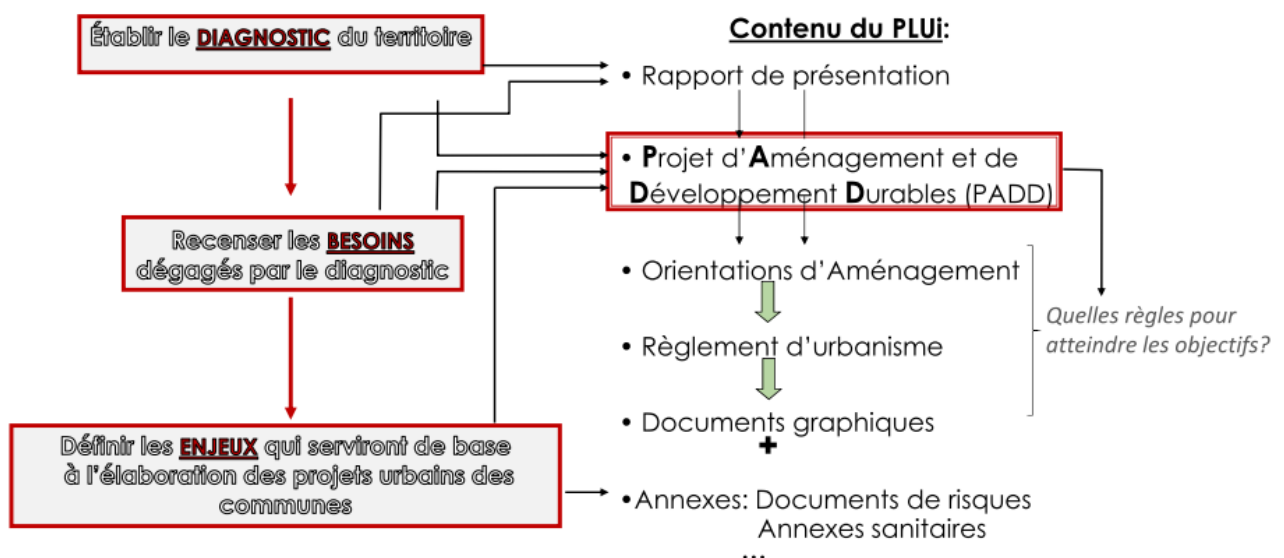 Établir le DIAGNOSTIC du territoire
Recenser les BESOINS
dégagés par le diagnostic
Définir les ENJEUX qui serviront de base
à l'élaboration des projets urbains des
communes
Contenu du PLUi:
• Rapport de présentation
• Projet d'Aménagement et de
Développement Durables (PADD)
• Orientations d'Aménagement
• Règlement d'urbanisme
• Documents graphiques
+
•Annexes: Documents de risques
Annexes sanitaires
...
Quelles règles pour
atteindre les objectifs?